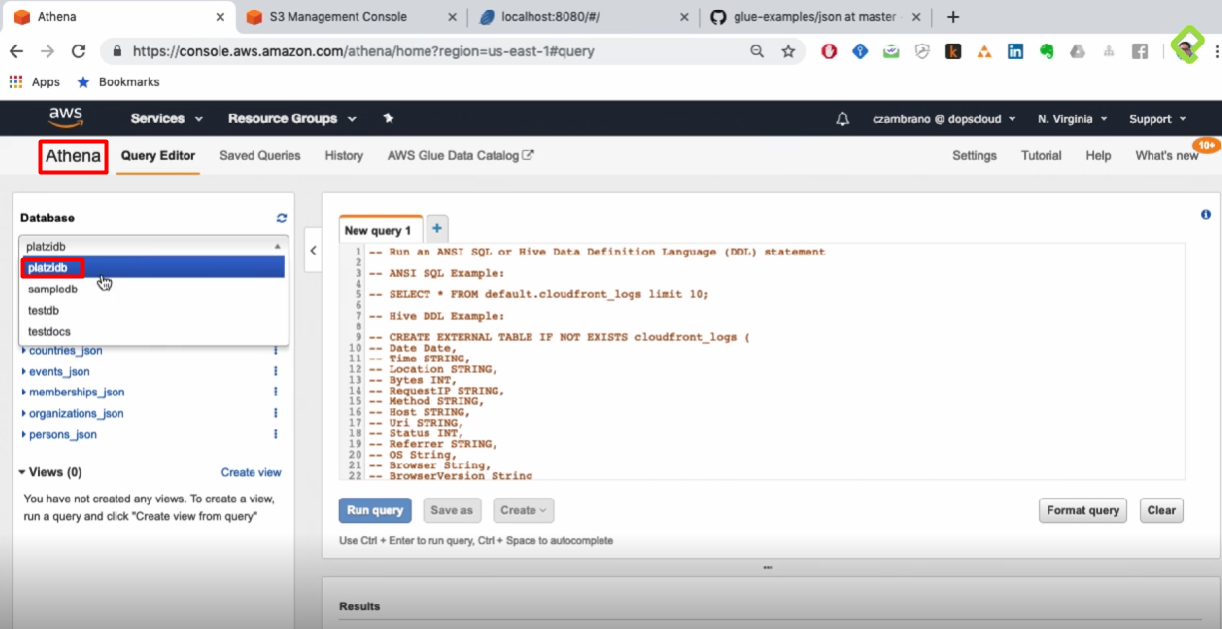 Athena
S3 Management Console
localhost:8080/#/
glue-examples/json at master
https://console.aws.amazon.com/athena/home?region=us-east-1#query
Apps
Bookmarks
aws
Services
Resource Groups
czambrano @ dopscloud
N. Virginia
Support
Athena
Query Editor
Saved Queries
History
AWS Glue Data Catalog
Settings
Tutorial
Help
What's new
10+
Database
platzidb
platzidb
sampledb
testdb
testdocs
countries_json
events_json
memberships_json
organizations_json
persons_json
Views (0)
Create view
You have not created any views. To create a view,
run a query and click "Create view from query"
New query 1
1 -- Run an ANSI SQL or Hive Data Definition Language (DDL) statement
2
3 -- ANSI SQL Example:
4
5 -- SELECT * FROM default.cloudfront_logs limit 10;
6
7 -- Hive DDL Example:
8
9 -- CREATE EXTERNAL TABLE IF NOT EXISTS cloudfront_logs (
10 -- Date Date,
11 -- Time STRING,
12 -- Location STRING,
13 -- Bytes INT,
14 -- RequestIP STRING,
15 -- Method STRING,
16 -- Host STRING,
17 -- Uri STRING,
18 -- Status INT,
19 -- Referrer STRING,
20 -- OS String,
21 -- Browser String,
22 -- BrowserVersion String
Run query
Save as
Create
Format query
Clear
Use Ctrl + Enter to run query, Ctrl + Space to autocomplete
Results